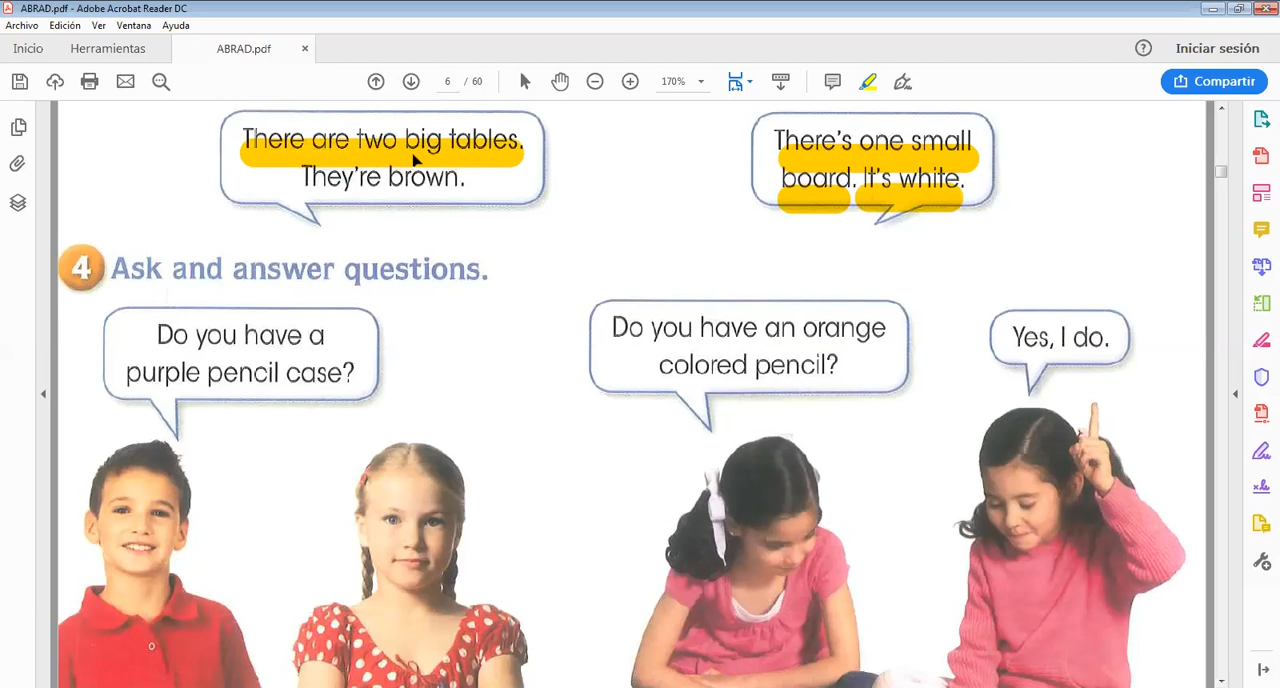 ABRAD.pdf - Adobe Acrobat Reader DC
Archivo Edición Ver Ventana Ayuda
Inicio Herramientas ABRAD.pdf × Iniciar sesión
6 / 60 170% Compartir
There are two big tables.
They're brown.
There's one small
board. It's white.
4 Ask and answer questions.
Do you have a
purple pencil case?
Do you have an orange
colored pencil?
Yes, I do.